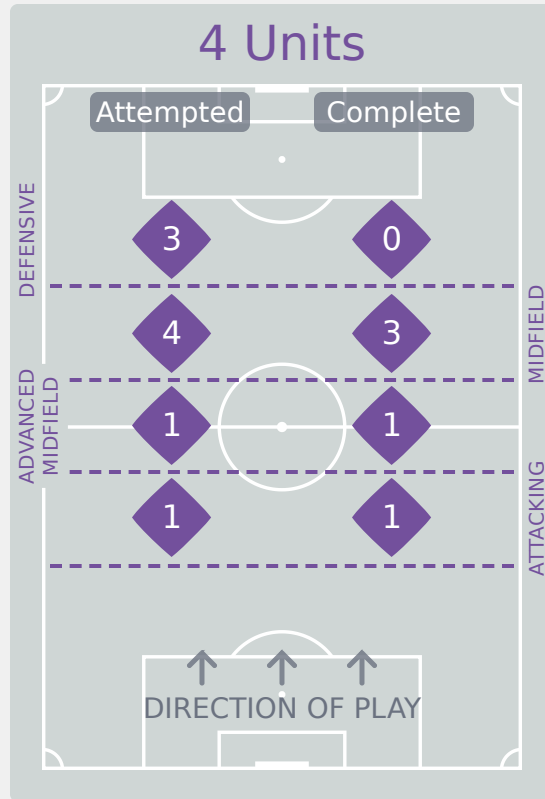 4 Units
Attempted
Complete
DEFENSIVE
3
0
MIDFIELD
4
3
ADVANCED
MIDFIELD
1
1
ATTACKING
1
1
DIRECTION OF PLAY